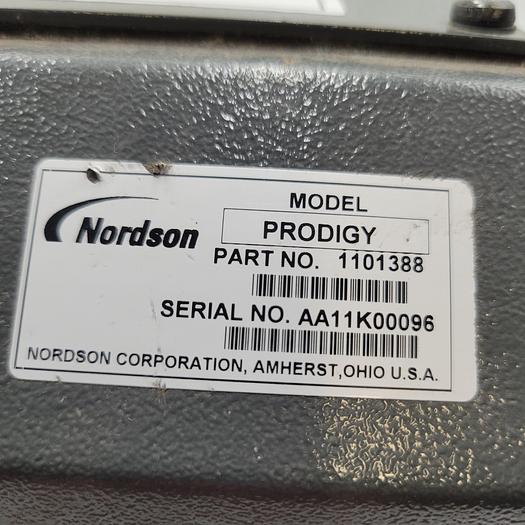 MODEL
Nordson PRODIGY
PART NO. 1101388
SERIAL NO. AA11K00096
NORDSON CORPORATION, AMHERST,OHIO U.S.A.